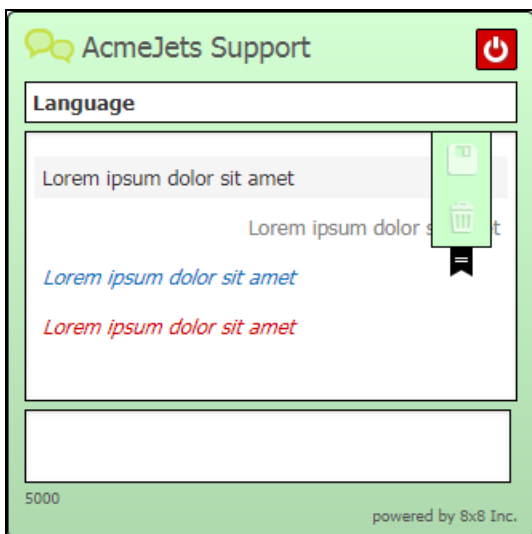 AcmeJets Support
Language
Lorem ipsum dolor sit amet
Lorem ipsum dolor s t
Lorem ipsum dolor sit amet
Lorem ipsum dolor sit amet
5000
powered by 8x8 Inc.